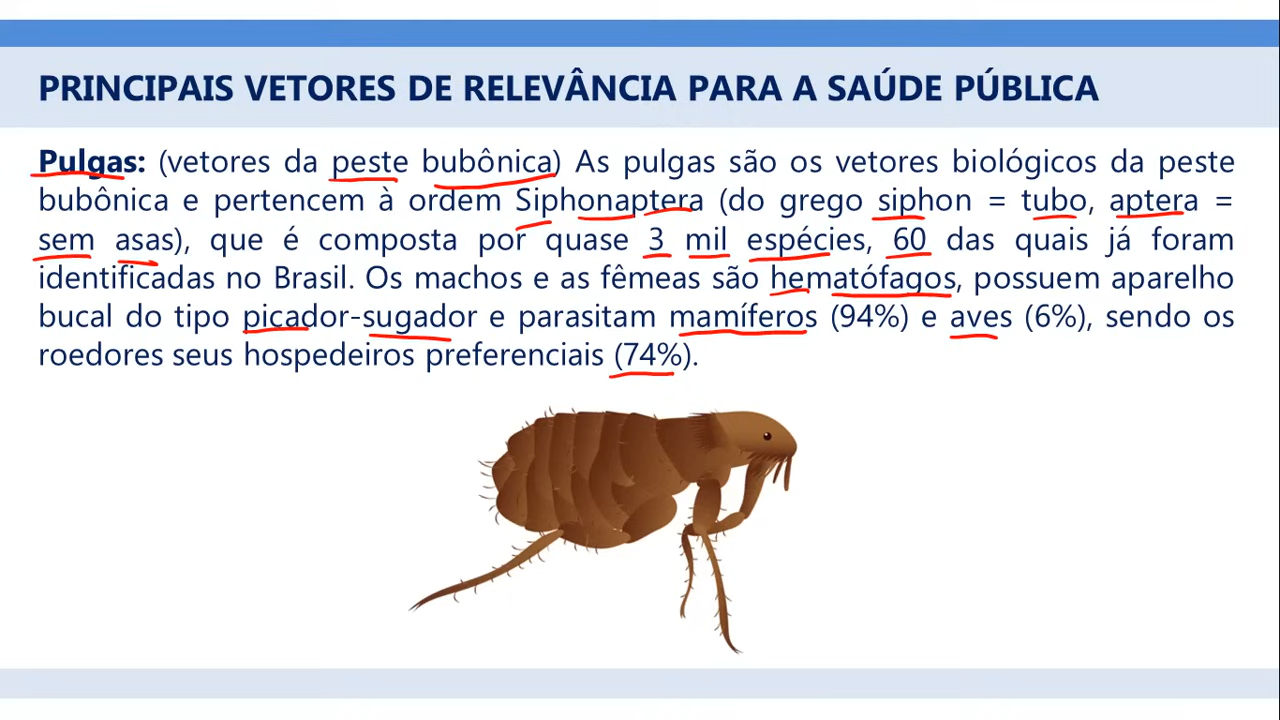 PRINCIPAIS VETORES DE RELEVÂNCIA PARA A SAÚDE PÚBLICA
Pulgas: (vetores da peste bubônica) As pulgas são os vetores biológicos da peste
bubônica e pertencem à ordem Siphonaptera (do grego siphon = tubo, aptera =
sem asas), que é composta por quase 3 mil espécies, 60 das quais já foram
identificadas no Brasil. Os machos e as fêmeas são hematófagos, possuem aparelho
bucal do tipo picador-sugador e parasitam mamíferos (94%) e aves (6%), sendo os
roedores seus hospedeiros preferenciais (74%).